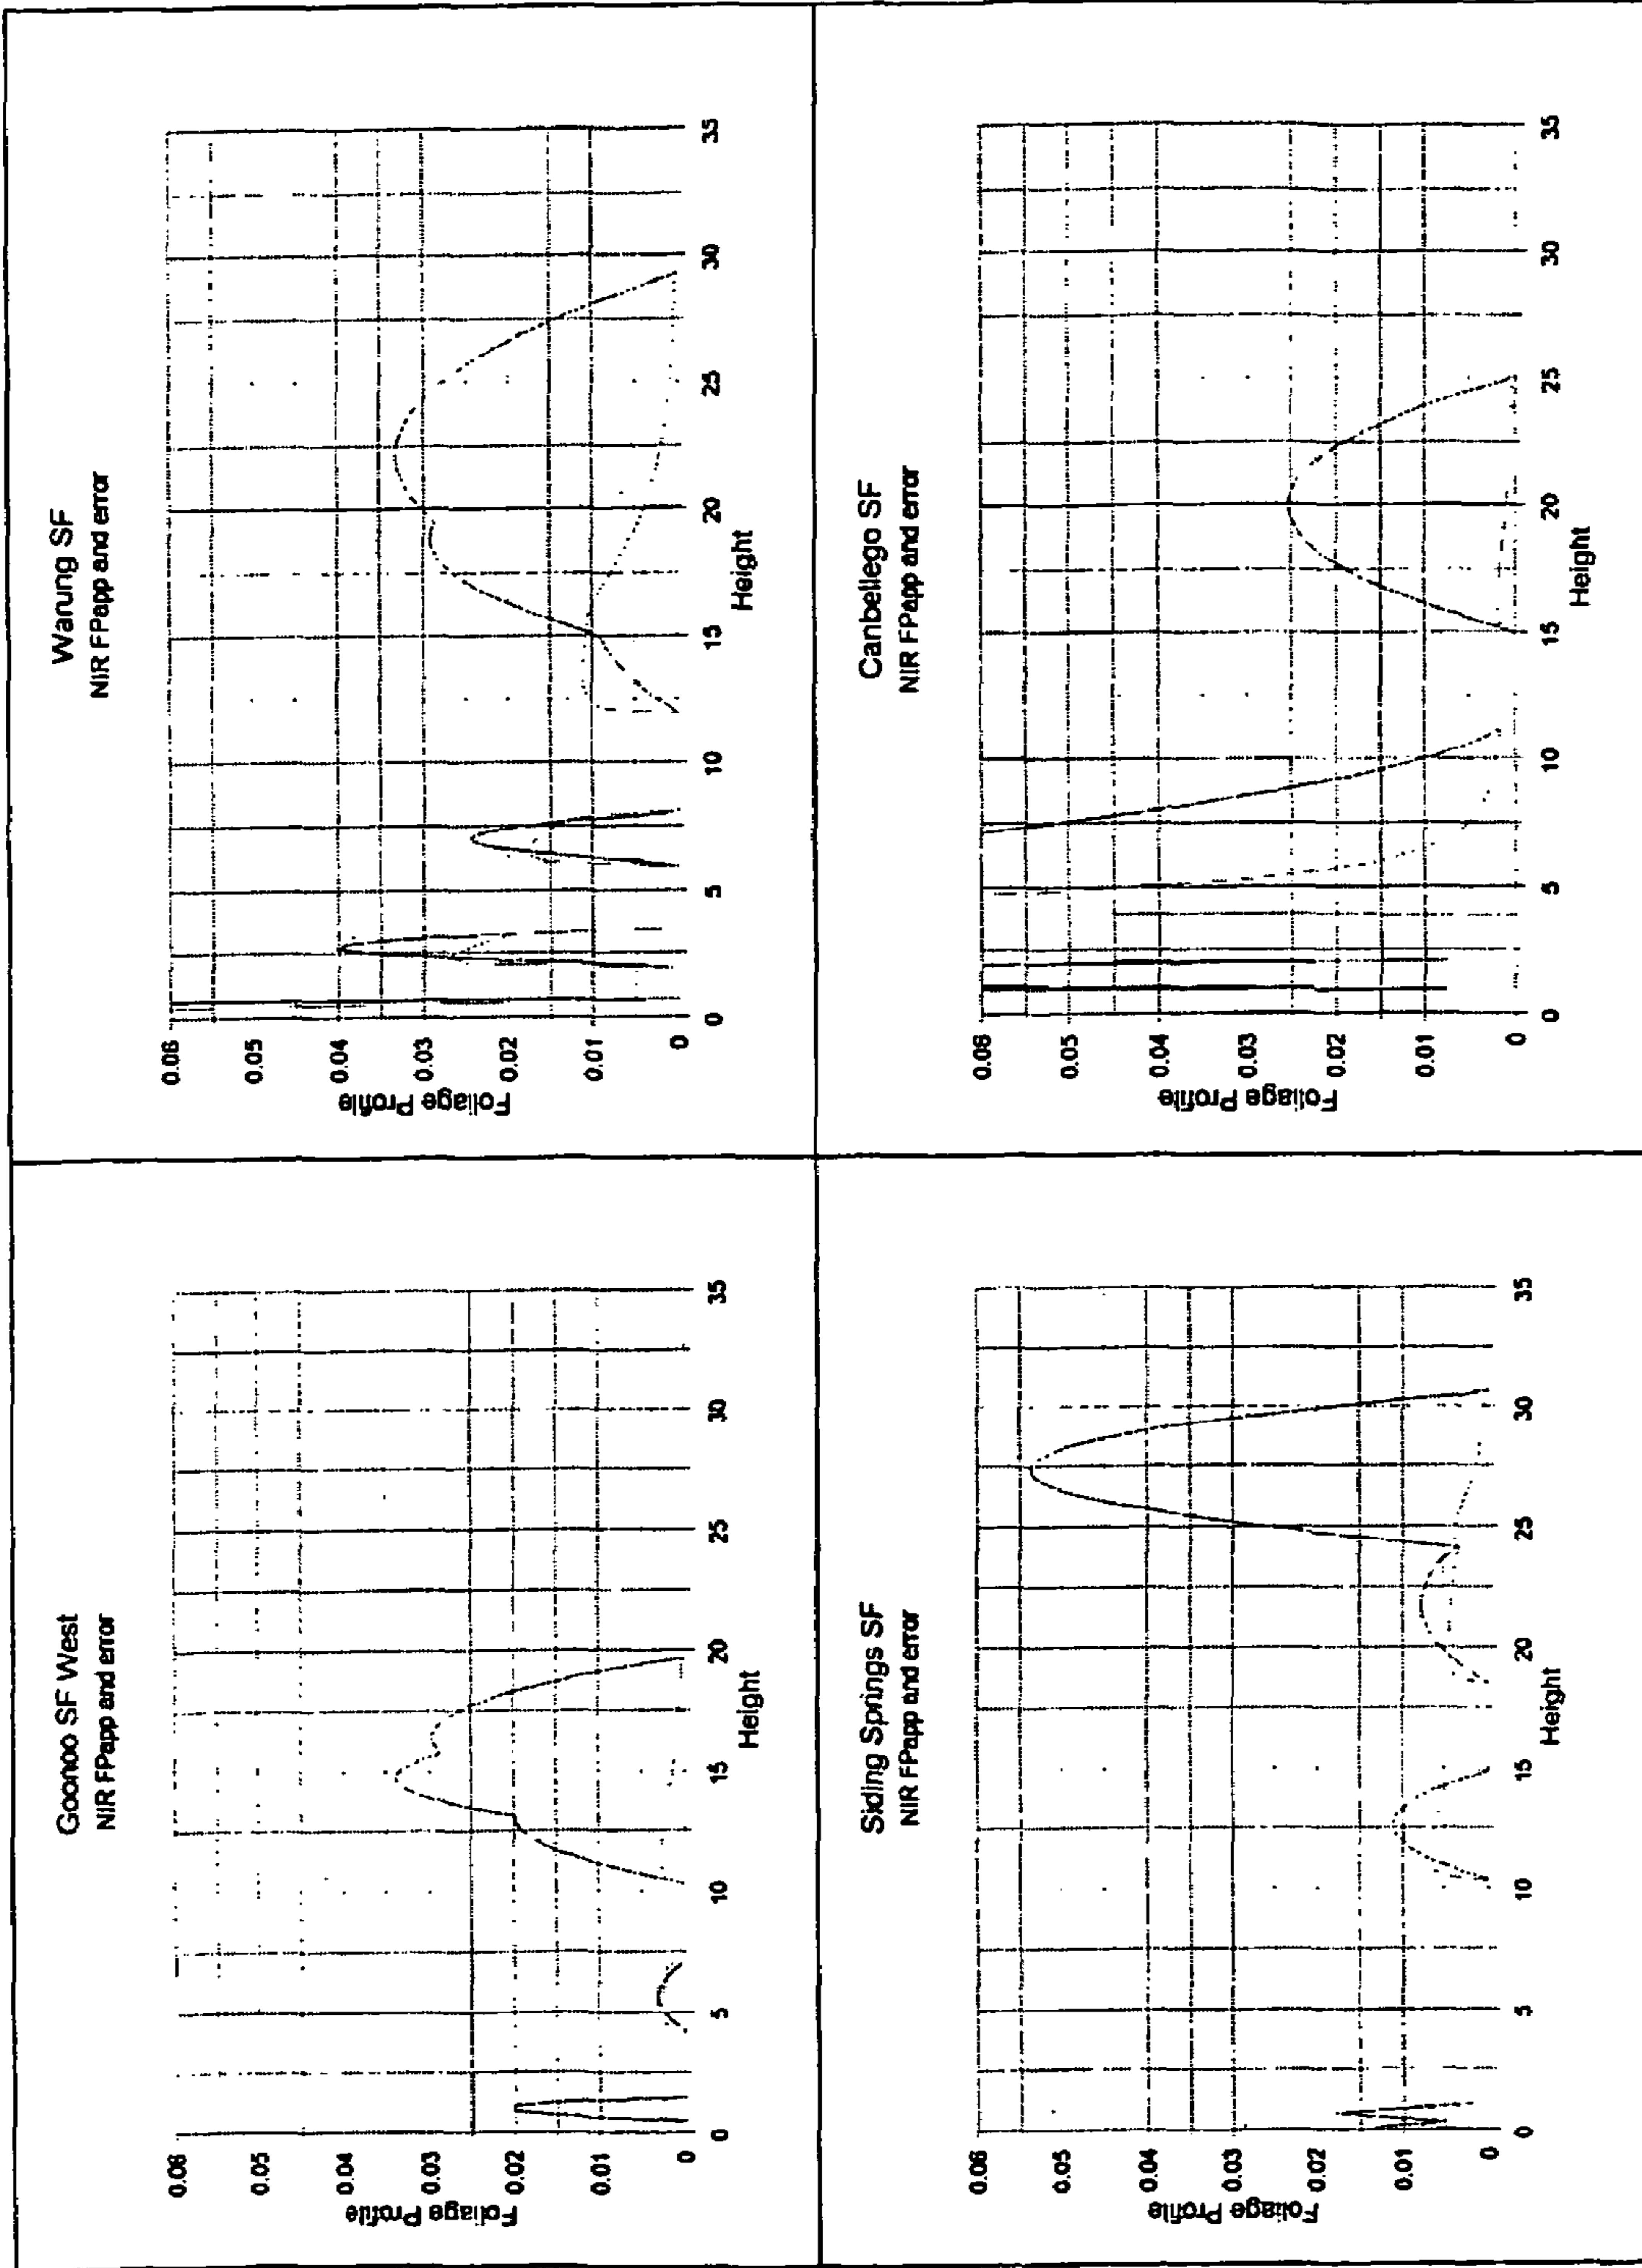 Goonoo SF West
NIR FPapp and error
0.06
0.05
0.04
0.03
0.02
0.01
0
Foliage Profile
0 5 10 15 20 25 30 35
Height
Warung SF
NIR FPapp and error
0.06
0.05
0.04
0.03
0.02
0.01
0
Foliage Profile
0 5 10 15 20 25 30 35
Height
Siding Springs SF
NIR FPapp and error
0.06
0.05
0.04
0.03
0.02
0.01
0
Foliage Profile
0 5 10 15 20 25 30 35
Height
Canbellego SF
NIR FPapp and error
0.06
0.05
0.04
0.03
0.02
0.01
0
Foliage Profile
0 5 10 15 20 25 30 35
Height